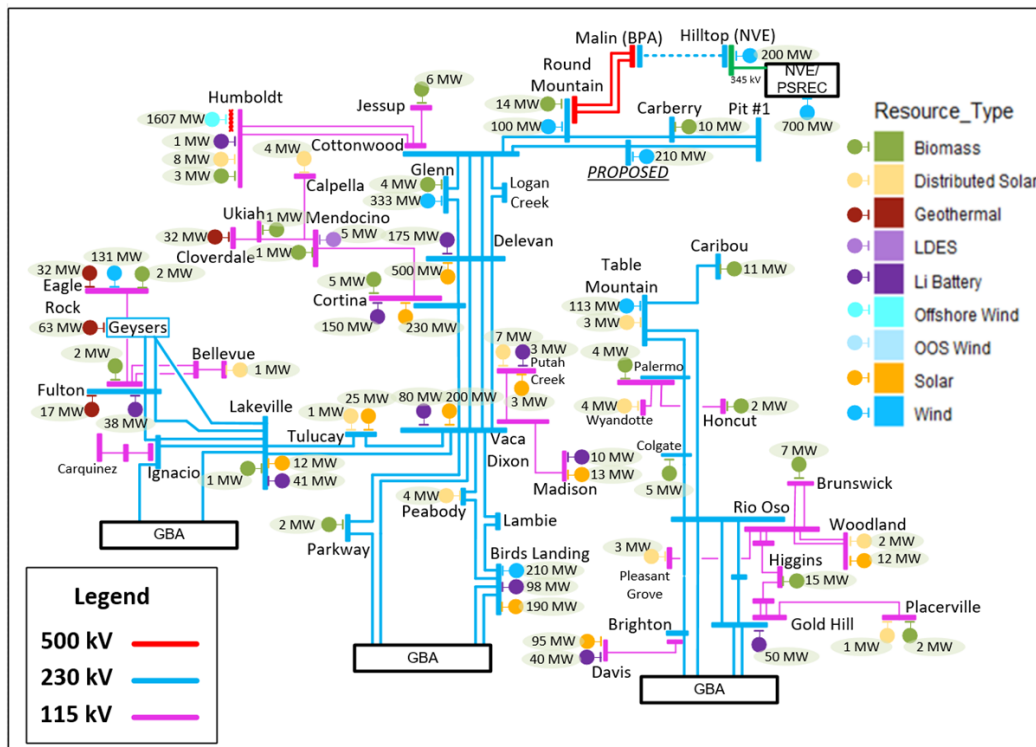 Malin (BPA)
Hilltop (NVE)
200 MW
345 kV
NVE/
PSREC
700 MW
Round
Mountain
14 MW
100 MW
Carberry
10 MW
Pit #1
210 MW
PROPOSED
6 MW
Jessup
Humboldt
1607 MW
1 MW
8 MW
3 MW
Cottonwood
4 MW
Calpella
Glenn
4 MW
333 MW
Logan
Creek
Ukiah
1 MW
Mendocino
5 MW
32 MW
Cloverdale
1 MW
175 MW
Delevan
500 MW
5 MW
Cortina
150 MW
230 MW
131 MW
32 MW
2 MW
Eagle
Rock
63 MW
Geysers
2 MW
Bellevue
1 MW
Fulton
17 MW
38 MW
Lakeville
25 MW
1 MW
Tulucay
80 MW
200 MW
7 MW
3 MW
Putah
Creek
3 MW
Vaca
Dixon
10 MW
13 MW
Madison
Carquinez
Ignacio
12 MW
1 MW
41 MW
GBA
4 MW
Peabody
2 MW
Parkway
Lambie
Birds Landing
210 MW
98 MW
190 MW
GBA
Caribou
11 MW
Table
Mountain
113 MW
3 MW
4 MW
Palermo
4 MW
Wyandotte
2 MW
Honcut
Colgate
5 MW
7 MW
Brunswick
Rio Oso
Woodland
2 MW
12 MW
3 MW
Pleasant
Grove
Higgins
15 MW
Placerville
Gold Hill
1 MW
2 MW
50 MW
Brighton
95 MW
40 MW
Davis
GBA
Resource_Type
Biomass
Distributed Solar
Geothermal
LDES
Li Battery
Offshore Wind
OOS Wind
Solar
Wind
Legend
500 kV
230 kV
115 kV